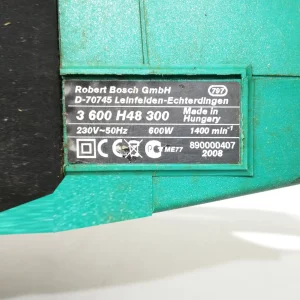 Robert Bosch GmbH 797
D-70745 Leinfelden-Echterdingen
3 600 H48 300 Made in Hungary
230V~50Hz 600W 1400 min⁻¹
ME77 890000407
2008